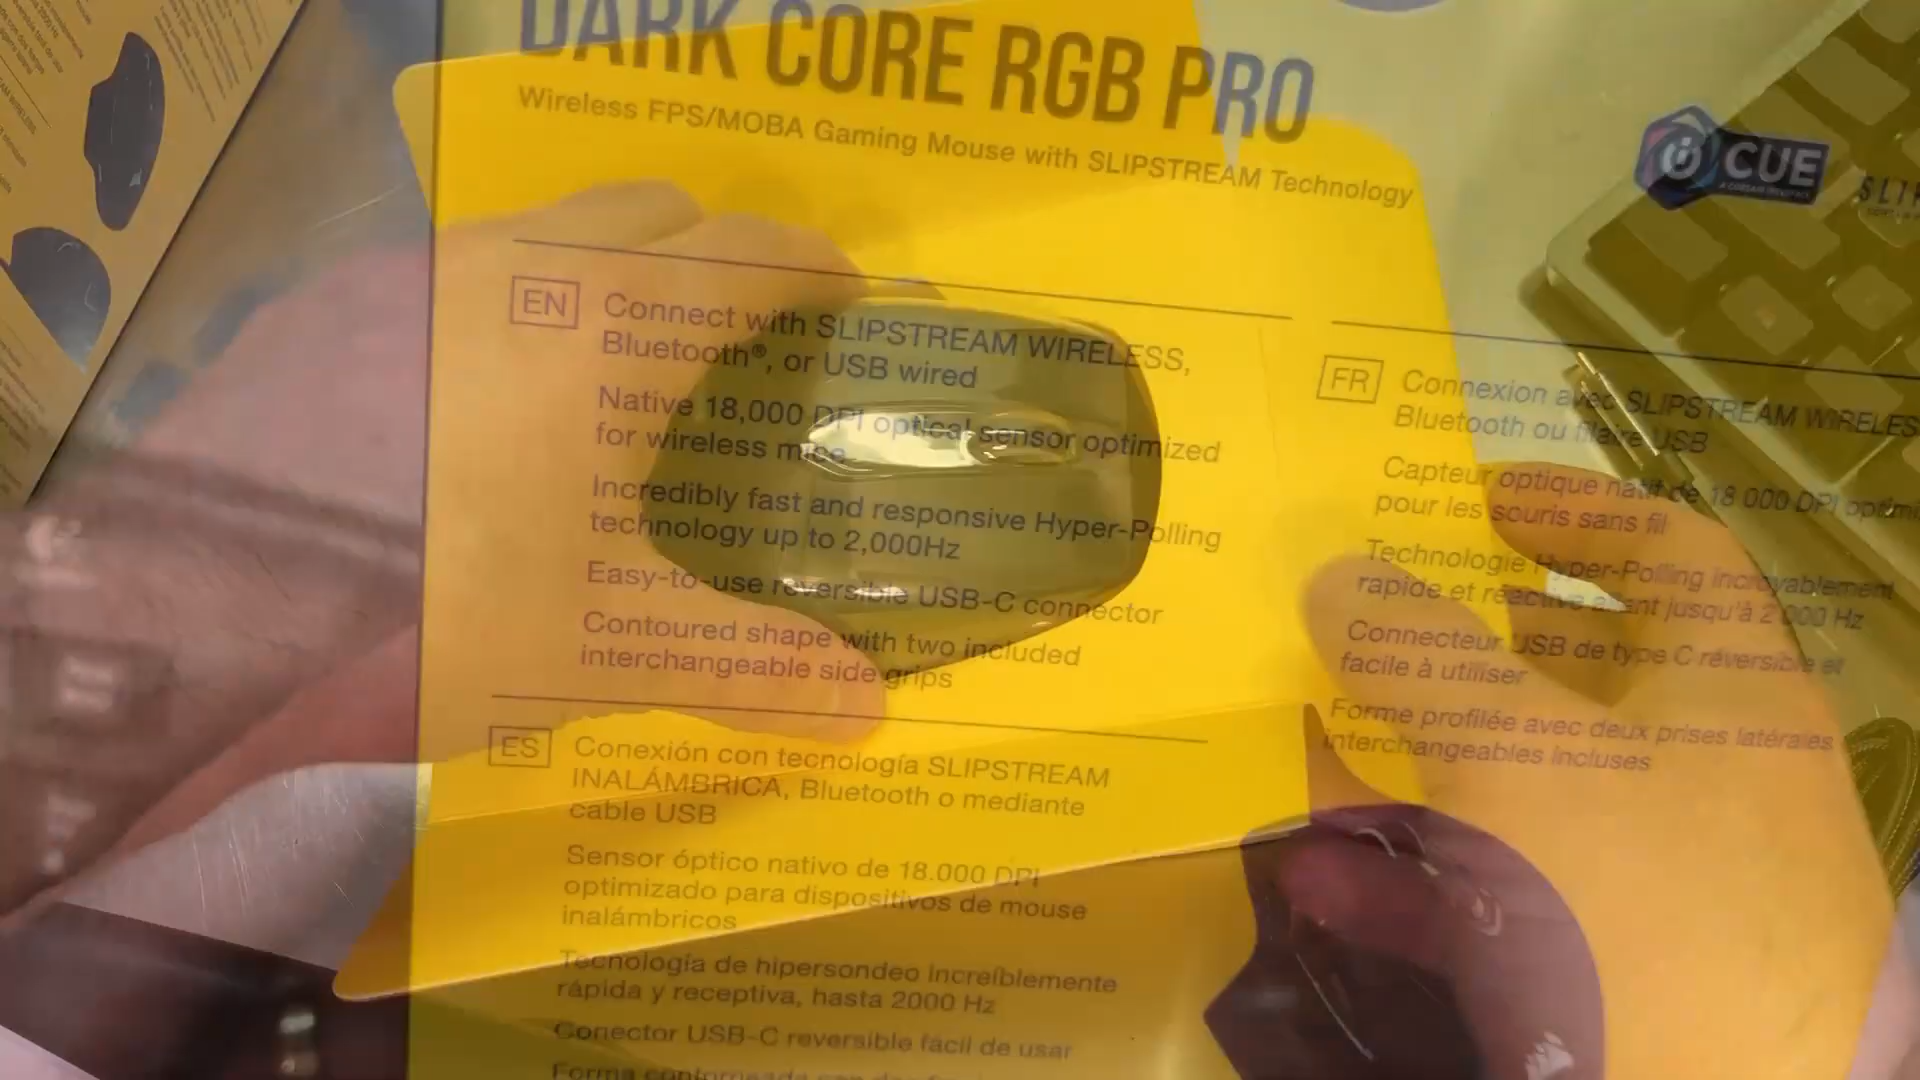 DARK CORE RGB PRO
Wireless FPS/MOBA Gaming Mouse with SLIPSTREAM Technology
CUE
EN
Connect with SLIPSTREAM WIRELESS,
Bluetooth®, or USB wired
Native 18,000 DPI optical sensor optimized
for wireless mice
Incredibly fast and responsive Hyper-Polling
technology up to 2,000Hz
Easy-to-use reversible USB-C connector
Contoured shape with two included
interchangeable side grips
FR
Connexion avec SLIPSTREAM WIRELESS
Bluetooth ou filaire USB
Capteur optique natif de 18 000 DPI
pour les souris sans fil
Technologie Hyper-Polling incroyablement
rapide et réactive allant jusqu'à 2 000 Hz
Connecteur USB de type C réversible et
facile à utiliser
Forme profilée avec deux prises latérales
interchangeables incluses
ES
Conexión con tecnología SLIPSTREAM
INALÁMBRICA, Bluetooth o mediante
cable USB
Sensor óptico nativo de 18.000 DPI
optimizado para dispositivos de mouse
inalámbricos
Tecnología de hipersondeo increíblemente
rápida y receptiva, hasta 2000 Hz
Conector USB-C reversible fácil de usar